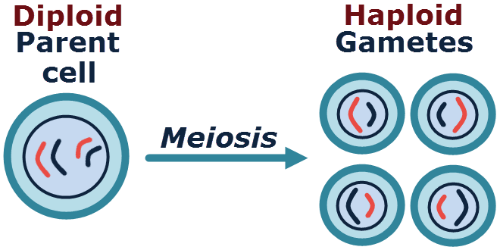 Diploid
Parent
cell
Meiosis
Haploid
Gametes